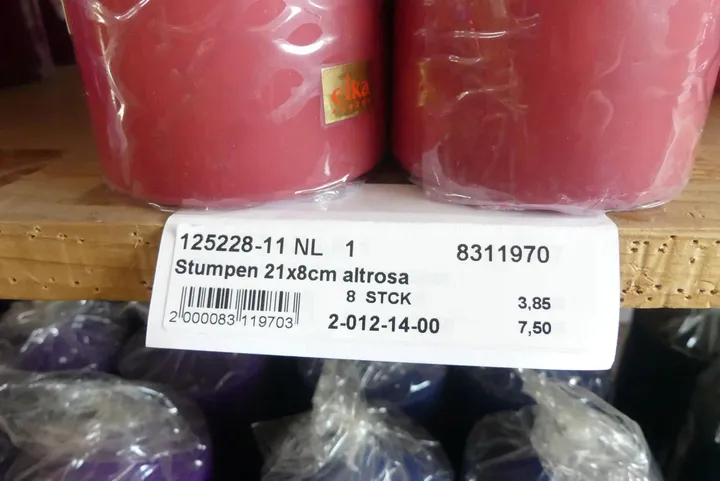 elka
125228-11 NL 1 8311970
Stumpen 21x8cm altrosa
8 STCK 3,85
2 000083 119703 2-012-14-00 7,50